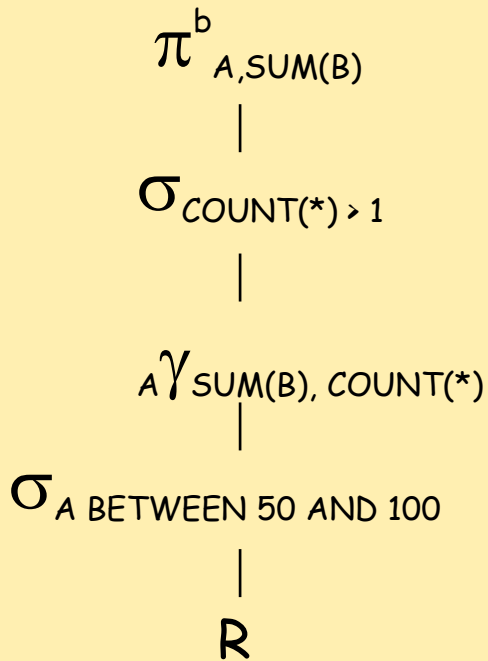 π b A,SUM(B)
σ COUNT(*) > 1
A γ SUM(B), COUNT(*)
σ A BETWEEN 50 AND 100
R